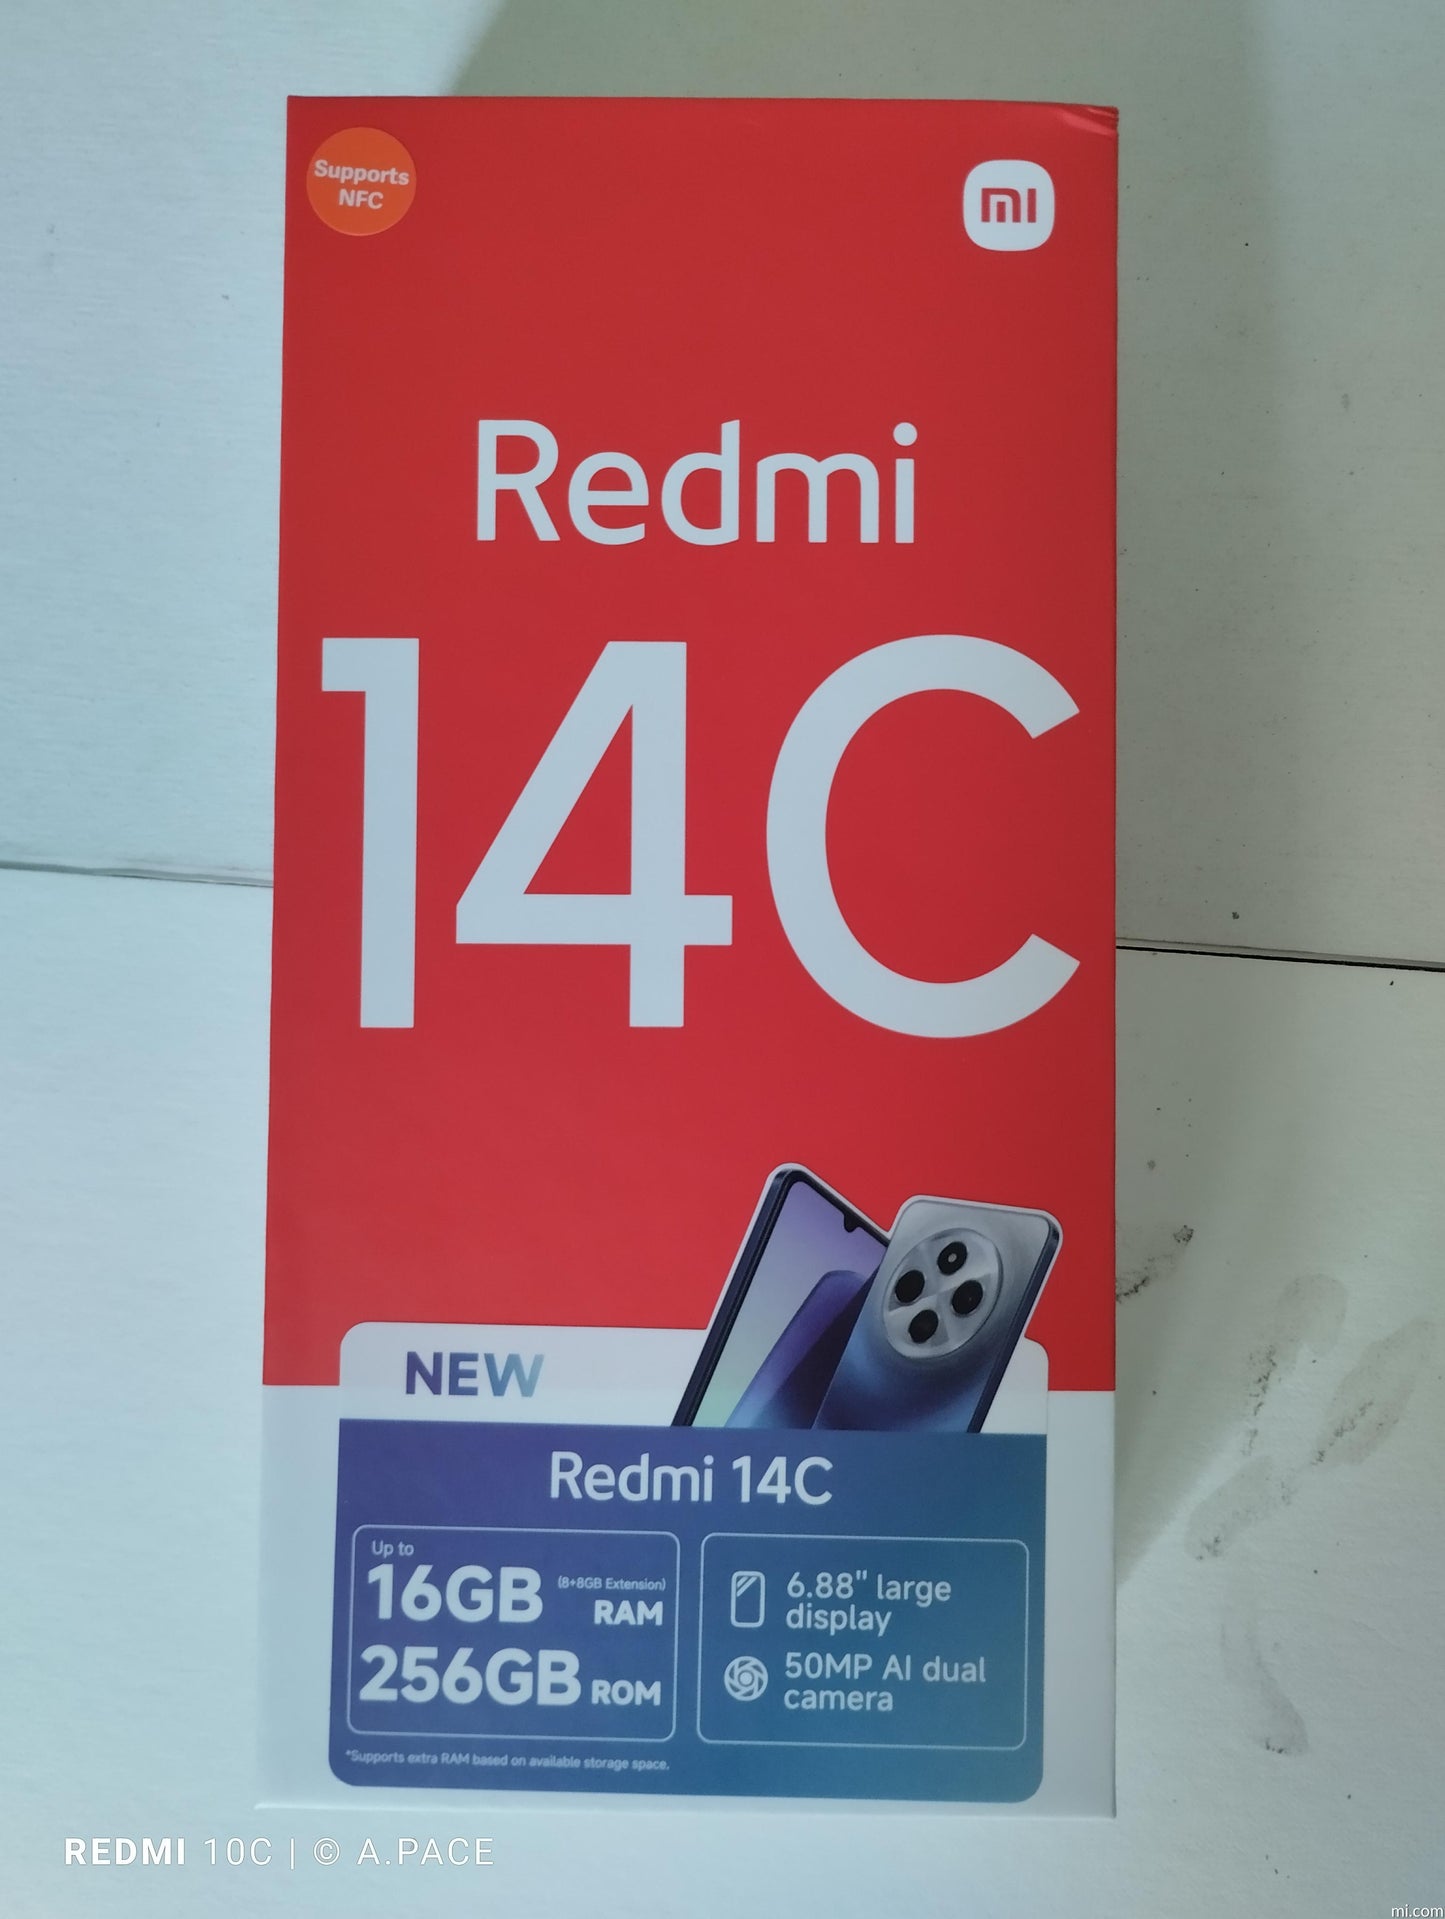 Supports
NFC
mi
Redmi
14C
NEW
Redmi 14C
Up to
16GB (8+8GB Extension) RAM
256GB ROM
6.88" large
display
50MP AI dual
camera
*Supports extra RAM based on available storage space.
REDMI 10C | © A.PACE
mi.com